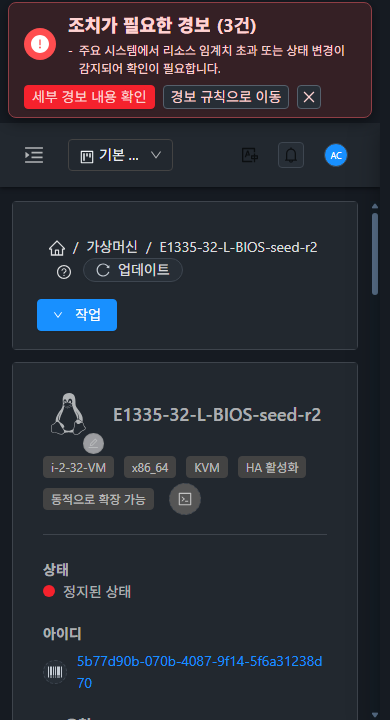 조치가 필요한 경보 (3건)
- 주요 시스템에서 리소스 임계치 초과 또는 상태 변경이
감지되어 확인이 필요합니다.
세부 경보 내용 확인 경보 규칙으로 이동
기본 ... AC
/ 가상머신 / E1335-32-L-BIOS-seed-r2
업데이트
작업
E1335-32-L-BIOS-seed-r2
i-2-32-VM x86_64 KVM HA 활성화
동적으로 확장 가능
상태
정지된 상태
아이디
5b77d90b-070b-4087-9f14-5f6a31238d
70